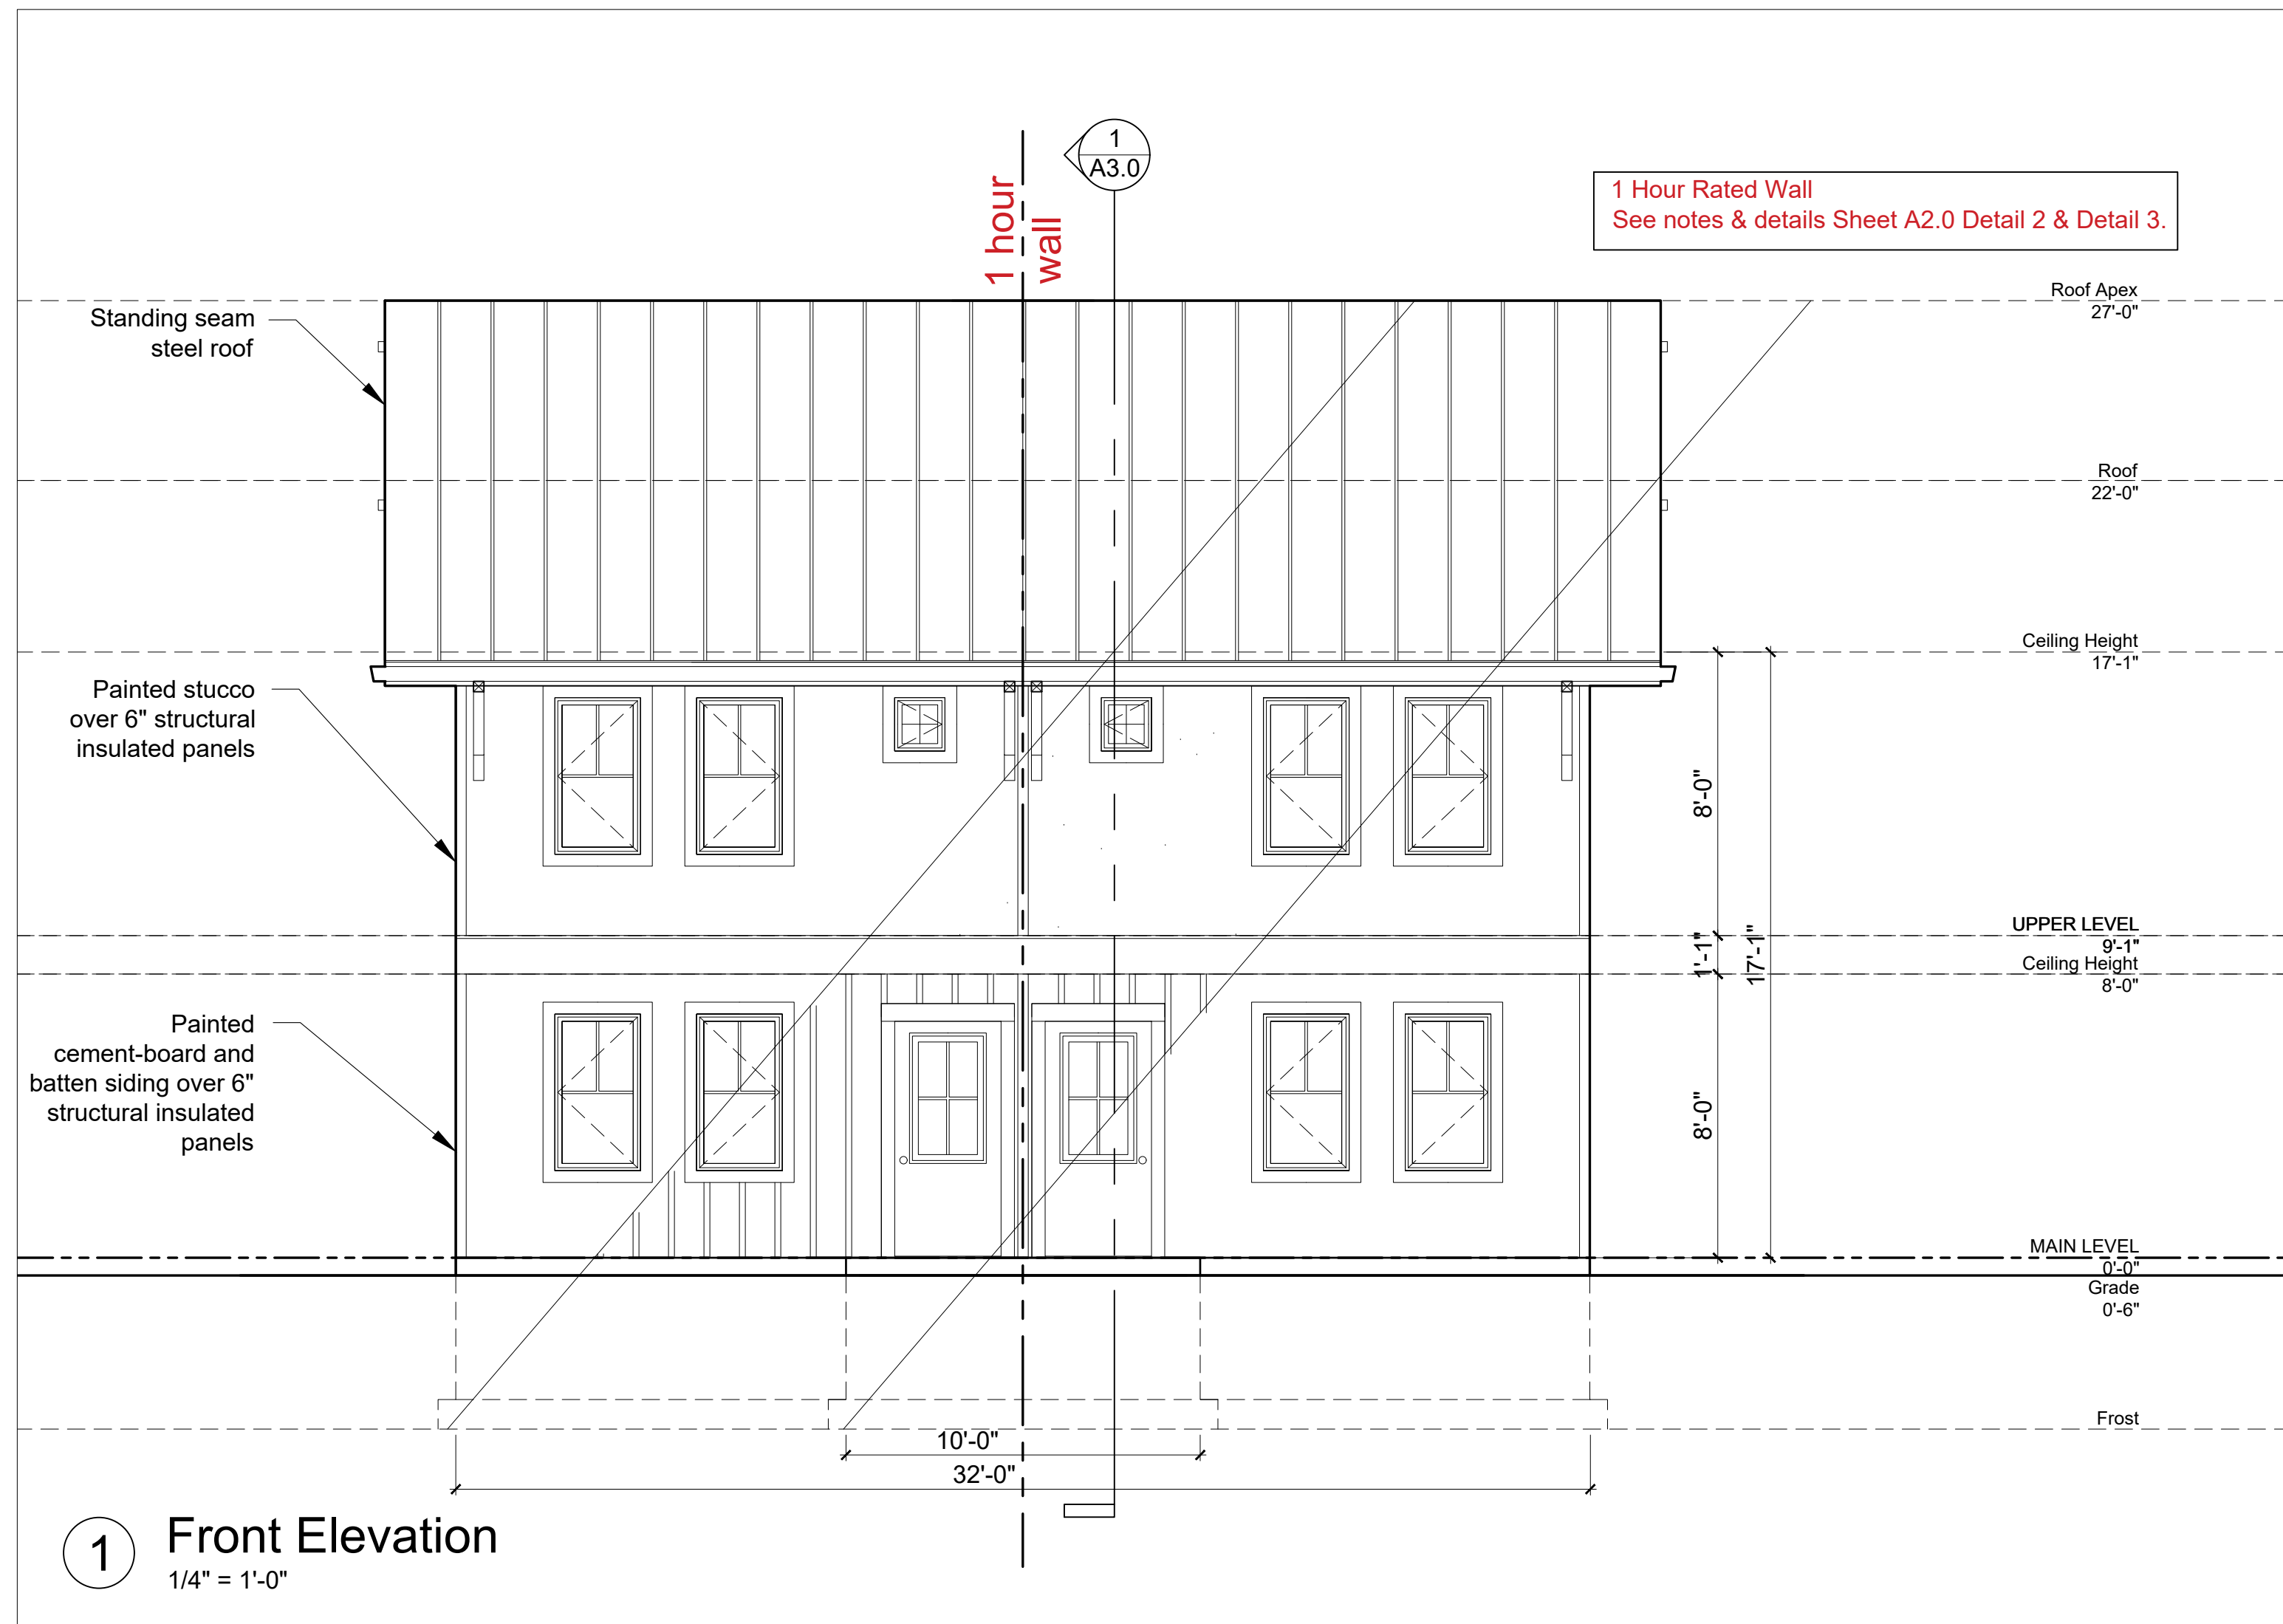 1
A3.0
1 hour
wall
1 Hour Rated Wall
See notes & details Sheet A2.0 Detail 2 & Detail 3.
Roof Apex
27'-0"
Standing seam
steel roof
Roof
22'-0"
Ceiling Height
17'-1"
Painted stucco
over 6" structural
insulated panels
8'-0"
UPPER LEVEL
9'-1"
1'-1"
17'-1"
Ceiling Height
8'-0"
Painted
cement-board and
batten siding over 6"
structural insulated
panels
8'-0"
MAIN LEVEL
0'-0"
Grade
0'-6"
Frost
10'-0"
32'-0"
1
Front Elevation
1/4" = 1'-0"